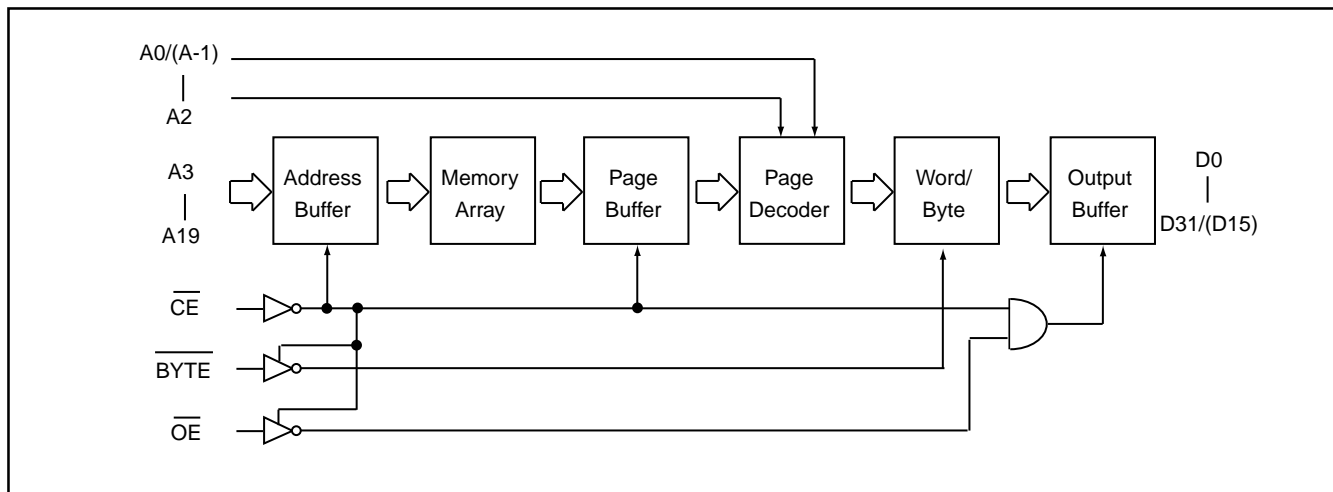 A0/(A-1)
A2
A3
A19
Address
Buffer
Memory
Array
Page
Buffer
Page
Decoder
Word/
Byte
Output
Buffer
D0
D31/(D15)
CE
BYTE
OE